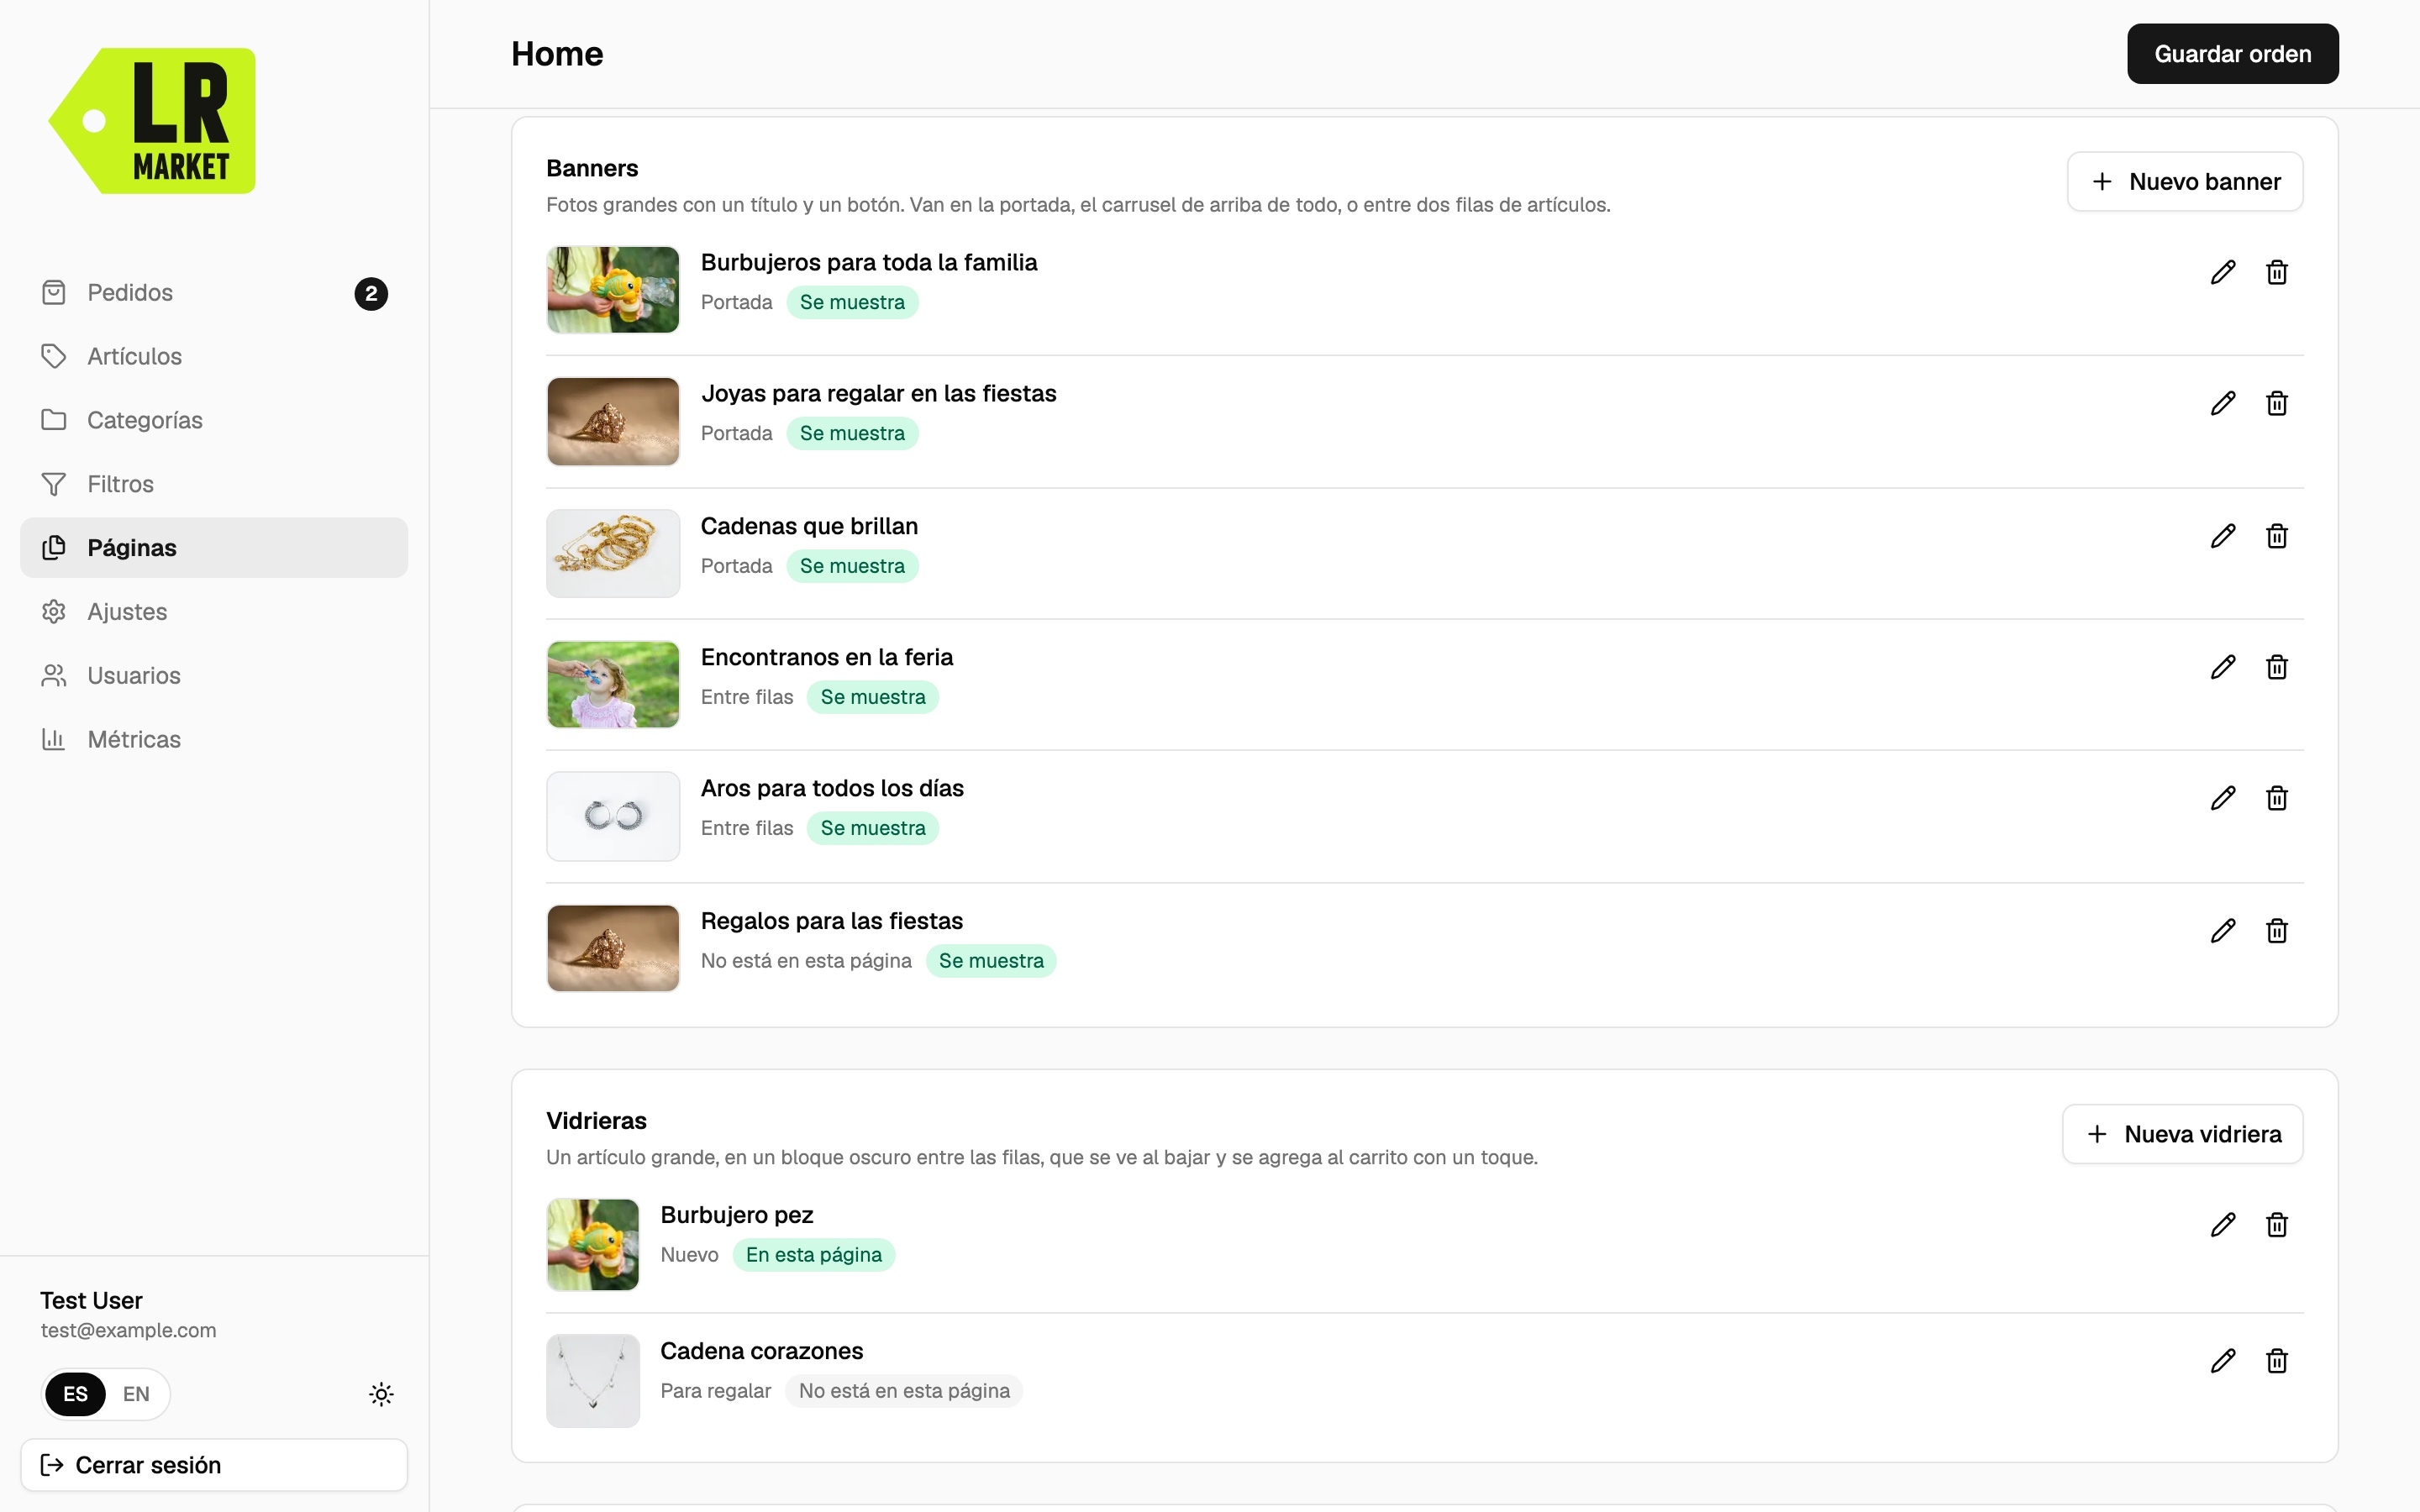 LR
MARKET
Pedidos
2
Artículos
Categorías
Filtros
Páginas
Ajustes
Usuarios
Métricas
Test User
test@example.com
ES EN
Cerrar sesión
Home
Guardar orden
Banners
Nuevo banner
Fotos grandes con un título y un botón. Van en la portada, el carrusel de arriba de todo, o entre dos filas de artículos.
Burbujeros para toda la familia
Portada Se muestra
Joyas para regalar en las fiestas
Portada Se muestra
Cadenas que brillan
Portada Se muestra
Encontranos en la feria
Entre filas Se muestra
Aros para todos los días
Entre filas Se muestra
Regalos para las fiestas
No está en esta página Se muestra
Vidrieras
Nueva vidriera
Un artículo grande, en un bloque oscuro entre las filas, que se ve al bajar y se agrega al carrito con un toque.
Burbujero pez
Nuevo En esta página
Cadena corazones
Para regalar No está en esta página